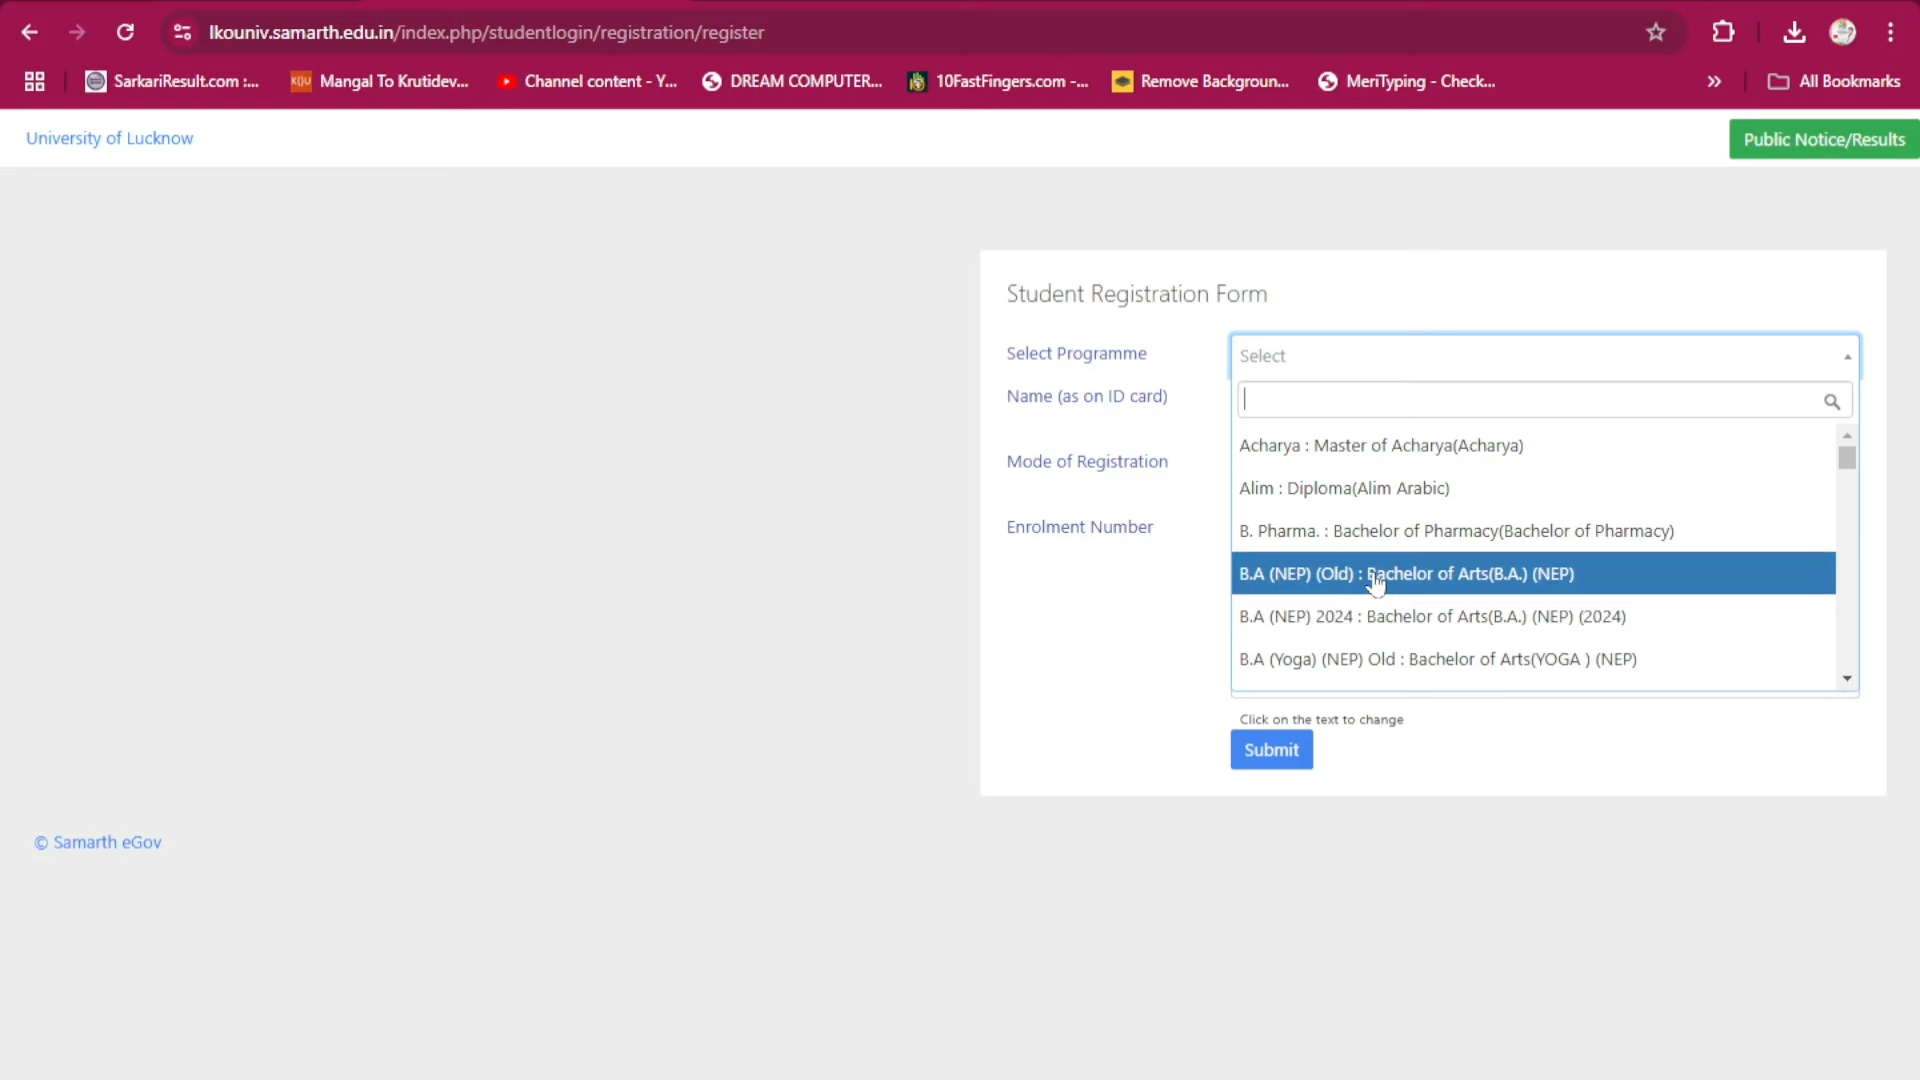 lkouniv.samarth.edu.in/index.php/studentlogin/registration/register
SarkariResult.com :...
KDU
Mangal To Krutidev...
Channel content - Y...
DREAM COMPUTER...
10FastFingers.com -...
Remove Backgroun...
MeriTyping - Check...
All Bookmarks
University of Lucknow
Public Notice/Results
Student Registration Form
Select Programme
Select
Name (as on ID card)
Acharya : Master of Acharya(Acharya)
Mode of Registration
Alim : Diploma(Alim Arabic)
Enrolment Number
B. Pharma. : Bachelor of Pharmacy(Bachelor of Pharmacy)
B.A (NEP) (Old) : Bachelor of Arts(B.A.) (NEP)
B.A (NEP) 2024 : Bachelor of Arts(B.A.) (NEP) (2024)
B.A (Yoga) (NEP) Old : Bachelor of Arts(YOGA ) (NEP)
Click on the text to change
Submit
© Samarth eGov